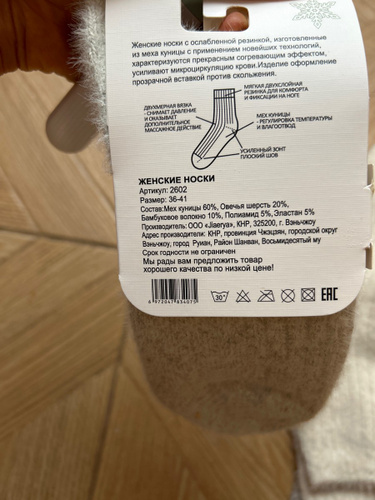 Женские носки с ослабленной резинкой, изготовленные
из меха куницы с применением новейших технологий,
характеризуются прекрасным согревающим эффектом,
усиливают микроциркуляцию крови.Изделие оформлено
прозрачной вставкой против скольжения.
МЯГКАЯ ДВУХСЛОЙНАЯ
РЕЗИНКА ДЛЯ КОМФОРТА
И ФИКСАЦИИ НА НОГЕ
ДВУХМЕРНАЯ ВЯЗКА
- СНИМАЕТ ДАВЛЕНИЕ
И ОКАЗЫВАЕТ
ДОПОЛНИТЕЛЬНОЕ
МАССАЖНОЕ ДЕЙСТВИЕ
МЕХ КУНИЦЫ
- РЕГУЛИРОВКА ТЕМПЕРАТУРЫ
И ВЛАГООТВОД
УСИЛЕННЫЙ ЗОНТ
ПЛОСКИЙ ШОВ
ЖЕНСКИЕ НОСКИ
Артикул: 2602
Размер: 36-41
Состав:Мех куницы 60%, Овечья шерсть 20%,
Бамбуковое волокно 10%, Полиамид 5%, Эластан 5%
Производитель: ООО «Jiaerya», КНР, 325200, г. Вэньчжоу
Адрес производителя: КНР, провинция Чжэцзян, городской округ
Вэньчжоу, город Руиан, Район Шанван, Восьмидесятый му
Срок годности не ограничен
Мы рады вам предложить товар
хорошего качества по низкой цене!
6 972047 834075
30°
EAC